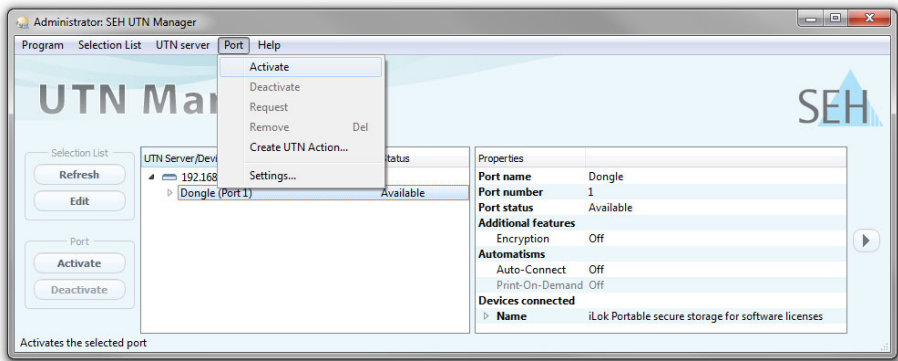 Administrator: SEH UTN Manager
Program Selection List UTN server Port Help
Activate
Deactivate
Request
Remove Del
Create UTN Action...
Settings...
UTN Mar
SEH
Selection List
Refresh
Edit
Port
Activate
Deactivate
UTN Server/Devi
tatus
192.168
Dongle (Port 1) Available
Properties
Port name Dongle
Port number 1
Port status Available
Additional features
Encryption Off
Automatisms
Auto-Connect Off
Print-On-Demand Off
Devices connected
Name iLok Portable secure storage for software licenses
Activates the selected port